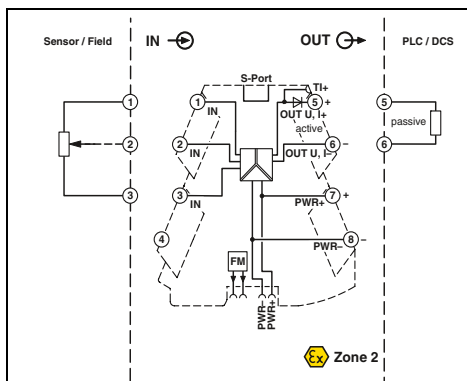 Sensor / Field
IN
OUT
PLC / DCS
S-Port
TI+
1
1
IN
5
+
OUT U, I+
active
5
passive
2
2
IN
6
–
OUT U, I–
6
3
3
IN
7
+
PWR+
4
8
–
PWR–
FM
PWR–
PWR+
Ex
Zone 2